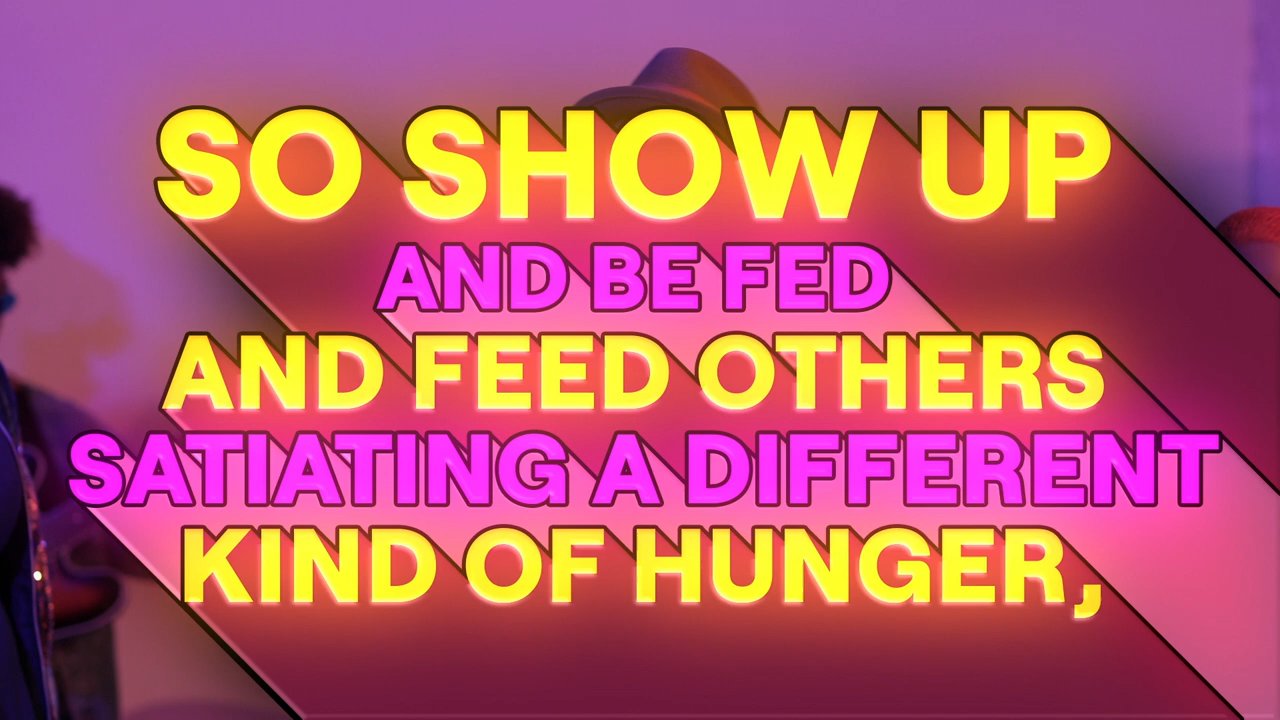 SO SHOW UP
AND BE FED
AND FEED OTHERS
SATIATING A DIFFERENT
KIND OF HUNGER,